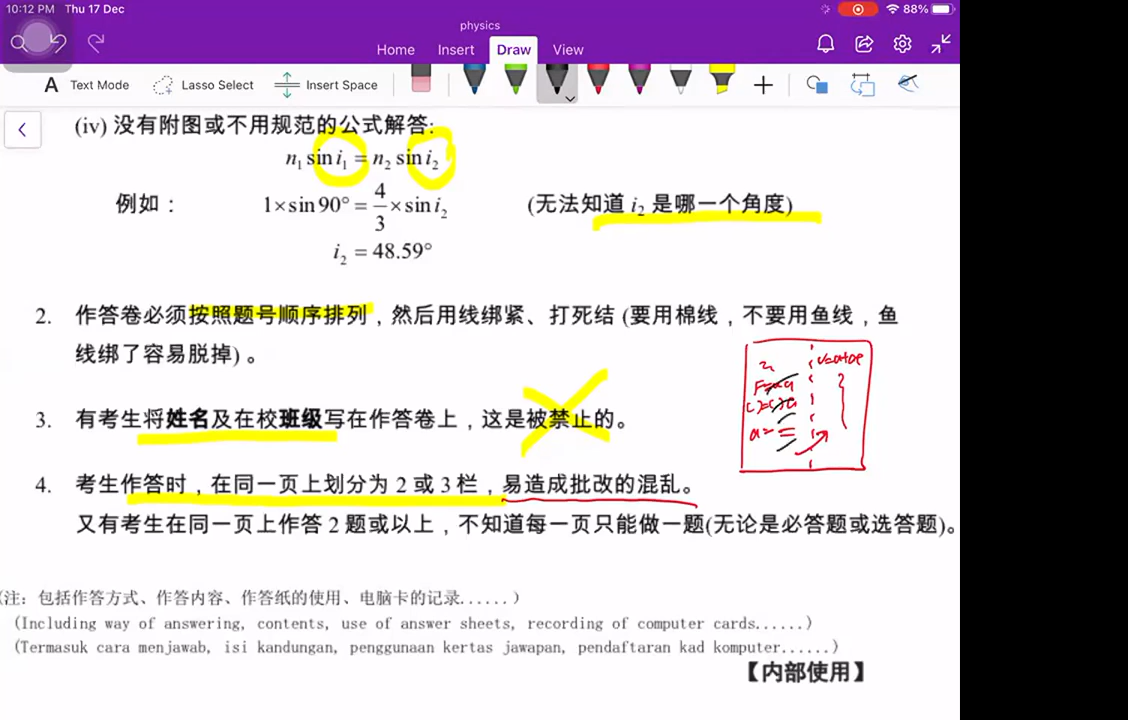 10:12 PM Thu 17 Dec
88%
physics
Home Insert Draw View
Text Mode Lasso Select Insert Space
(iv) 没有附图或不用规范的公式解答:
n₁ sin i₁ = n₂ sin i₂
例如： 1×sin 90° = 4/3 × sin i₂ (无法知道 i₂ 是哪一个角度)
i₂ = 48.59°
2. 作答卷必须按照题号顺序排列，然后用线绑紧、打死结 (要用棉线，不要用鱼线，鱼
线绑了容易脱掉) 。
3. 有考生将姓名及在校班级写在作答卷上，这是被禁止的。
4. 考生作答时，在同一页上划分为 2 或 3 栏，易造成批改的混乱。
又有考生在同一页上作答 2 题或以上，不知道每一页只能做一题(无论是必答题或选答题)。
(注：包括作答方式、作答内容、作答纸的使用、电脑卡的记录......)
(Including way of answering, contents, use of answer sheets, recording of computer cards......)
(Termasuk cara menjawab, isi kandungan, penggunaan kertas jawapan, pendaftaran kad komputer......)
【内部使用】